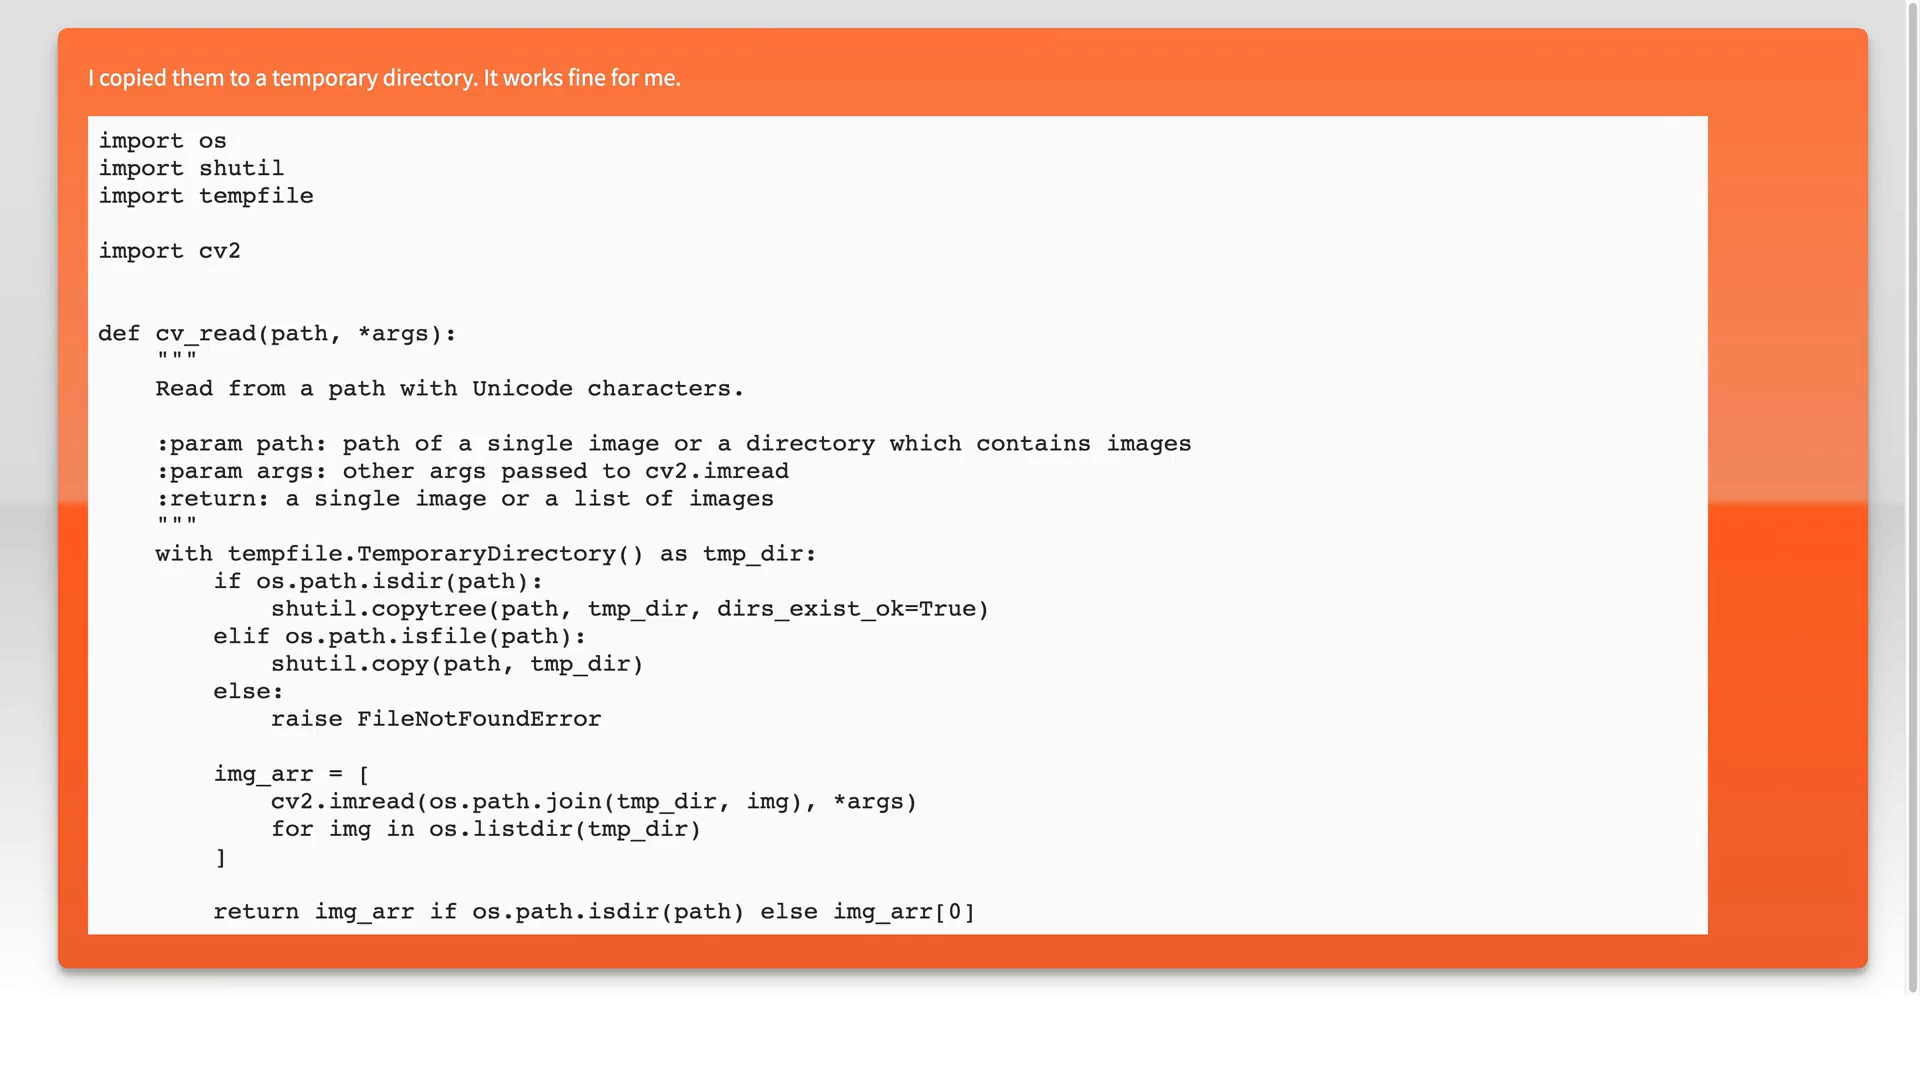 I copied them to a temporary directory. It works fine for me.
import os
import shutil
import tempfile
import cv2
def cv_read(path, *args):
"""
Read from a path with Unicode characters.
:param path: path of a single image or a directory which contains images
:param args: other args passed to cv2.imread
:return: a single image or a list of images
"""
with tempfile.TemporaryDirectory() as tmp_dir:
if os.path.isdir(path):
shutil.copytree(path, tmp_dir, dirs_exist_ok=True)
elif os.path.isfile(path):
shutil.copy(path, tmp_dir)
else:
raise FileNotFoundError
img_arr = [
cv2.imread(os.path.join(tmp_dir, img), *args)
for img in os.listdir(tmp_dir)
]
return img_arr if os.path.isdir(path) else img_arr[0]